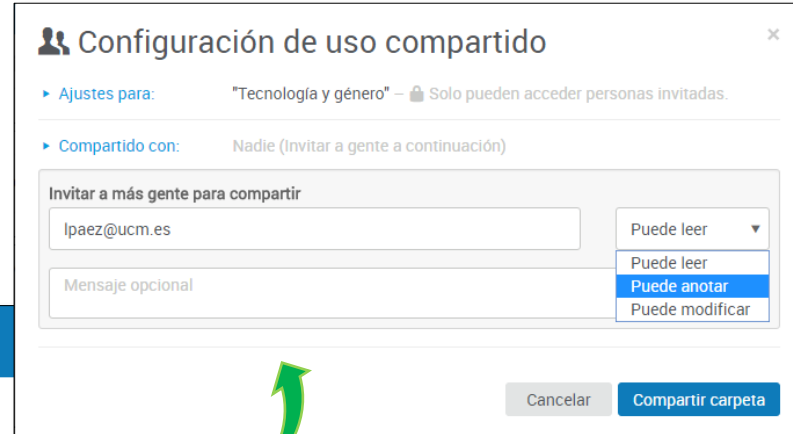 Configuración de uso compartido
×
Ajustes para: "Tecnología y género" – Solo pueden acceder personas invitadas.
Compartido con: Nadie (Invitar a gente a continuación)
Invitar a más gente para compartir
lpaez@ucm.es Puede leer
Puede leer
Mensaje opcional Puede anotar
Puede modificar
Cancelar Compartir carpeta